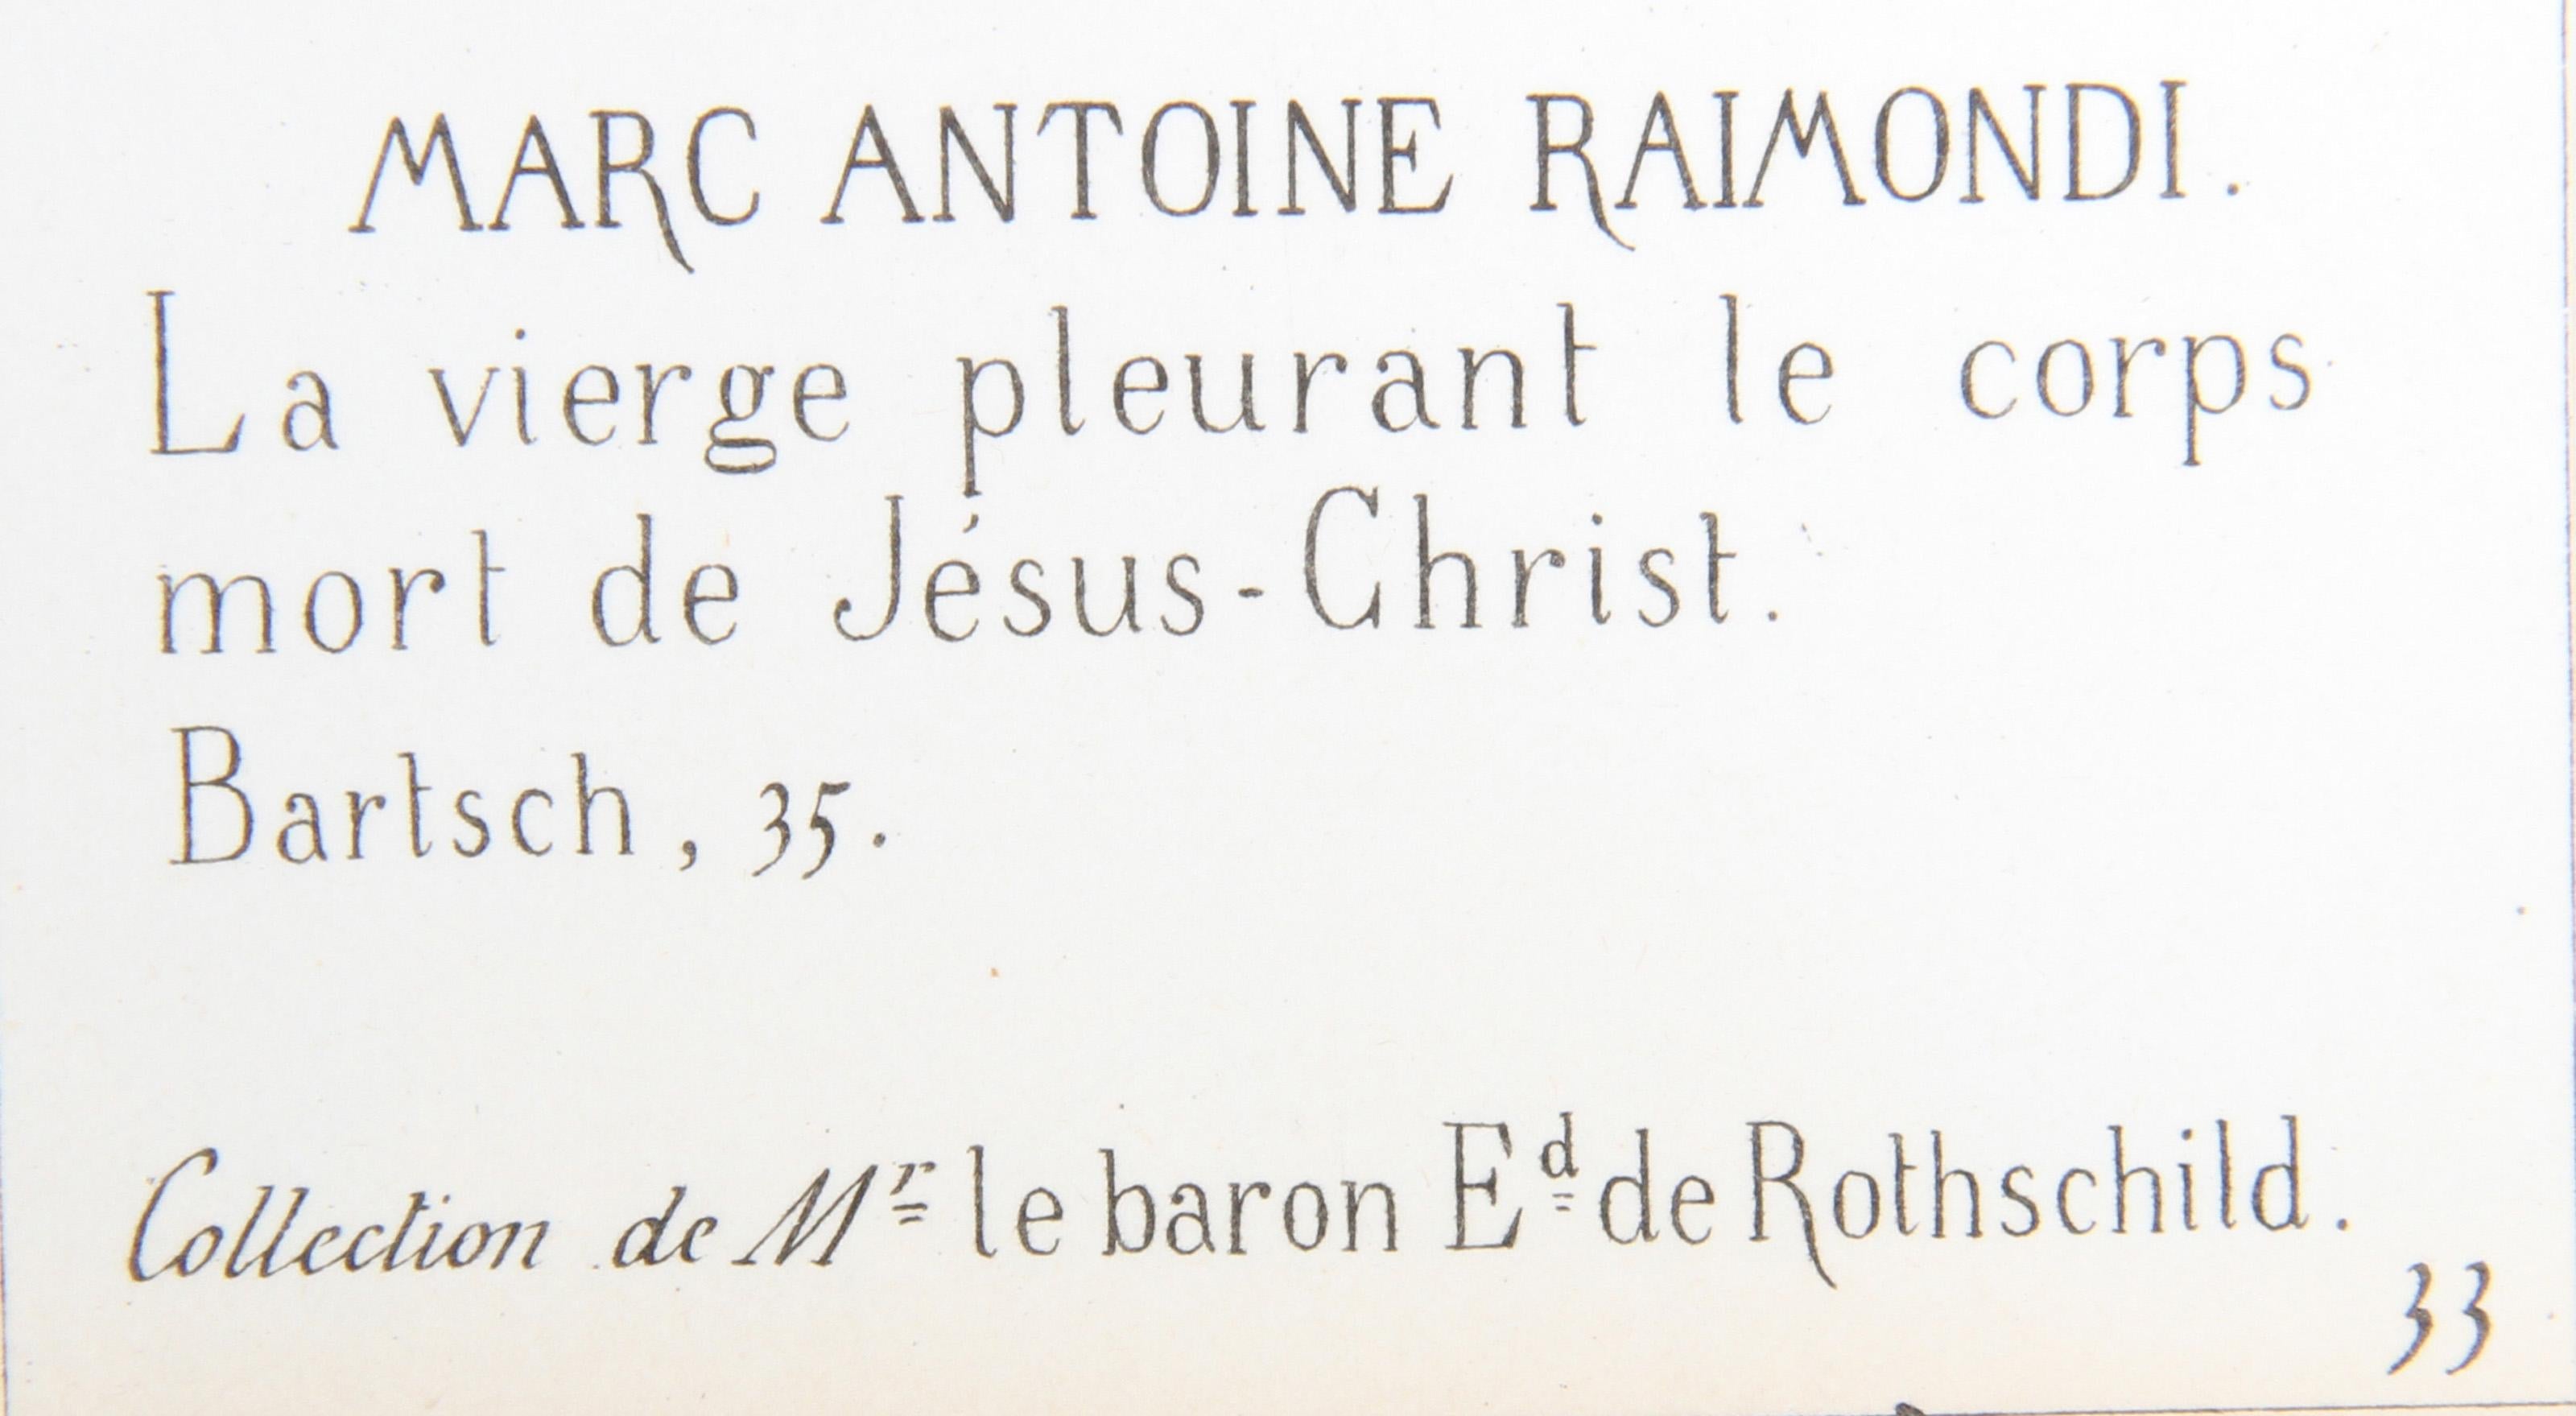 MARC ANTOINE RAIMONDI.
La vierge pleurant le corps
mort de Jésus-Christ.
Bartsch, 35.
Collection de Mr le baron Ed de Rothschild.
33